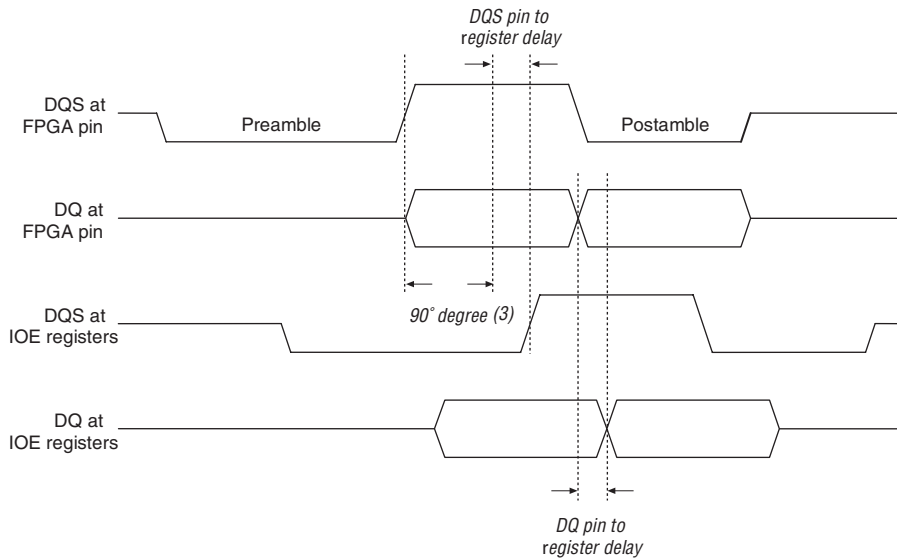 DQS pin to
register delay
DQS at
FPGA pin
Preamble
Postamble
DQ at
FPGA pin
90˚ degree (3)
DQS at
IOE registers
DQ at
IOE registers
DQ pin to
register delay